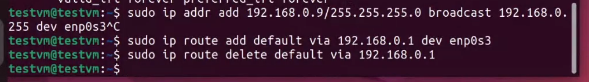 testvm@testvm:~$ sudo ip addr add 192.168.0.9/255.255.255.0 broadcast 192.168.0.
255 dev enp0s3^C
testvm@testvm:~$ sudo ip route add default via 192.168.0.1 dev enp0s3
testvm@testvm:~$ sudo ip route delete default via 192.168.0.1
testvm@testvm:~$